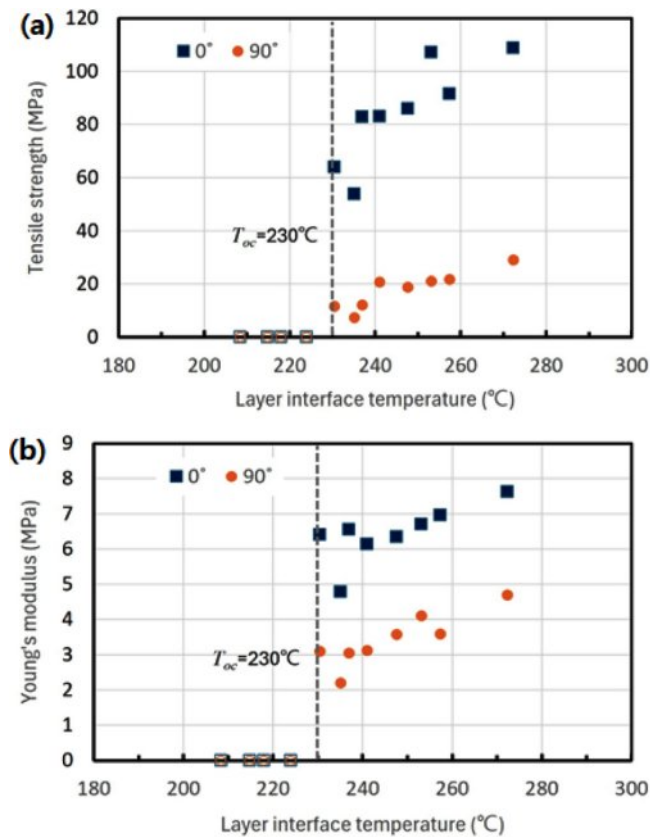 (a)
120
100
80
60
40
20
0
Tensile strength (MPa)
0° 90°
T_oc=230℃
180 200 220 240 260 280 300
Layer interface temperature (℃)
(b)
9
8
7
6
5
4
3
2
1
0
Young's modulus (MPa)
0° 90°
T_oc=230℃
180 200 220 240 260 280 300
Layer interface temperature (℃)